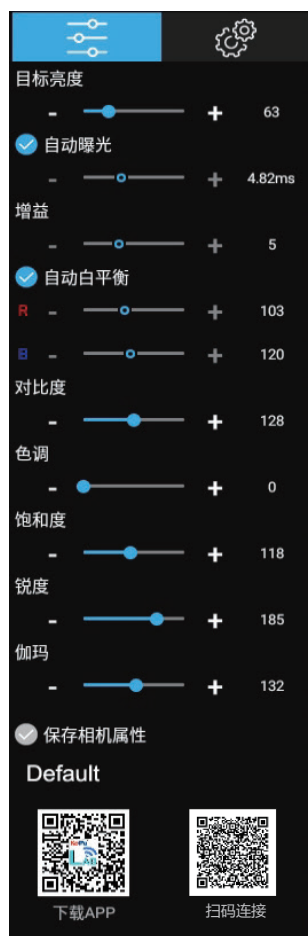 目标亮度
- + 63
自动曝光
- + 4.82ms
增益
- + 5
自动白平衡
R - + 103
B - + 120
对比度
- + 128
色调
- + 0
饱和度
- + 118
锐度
- + 185
伽玛
- + 132
保存相机属性
Default
KePu
LAB
下载APP 扫码连接